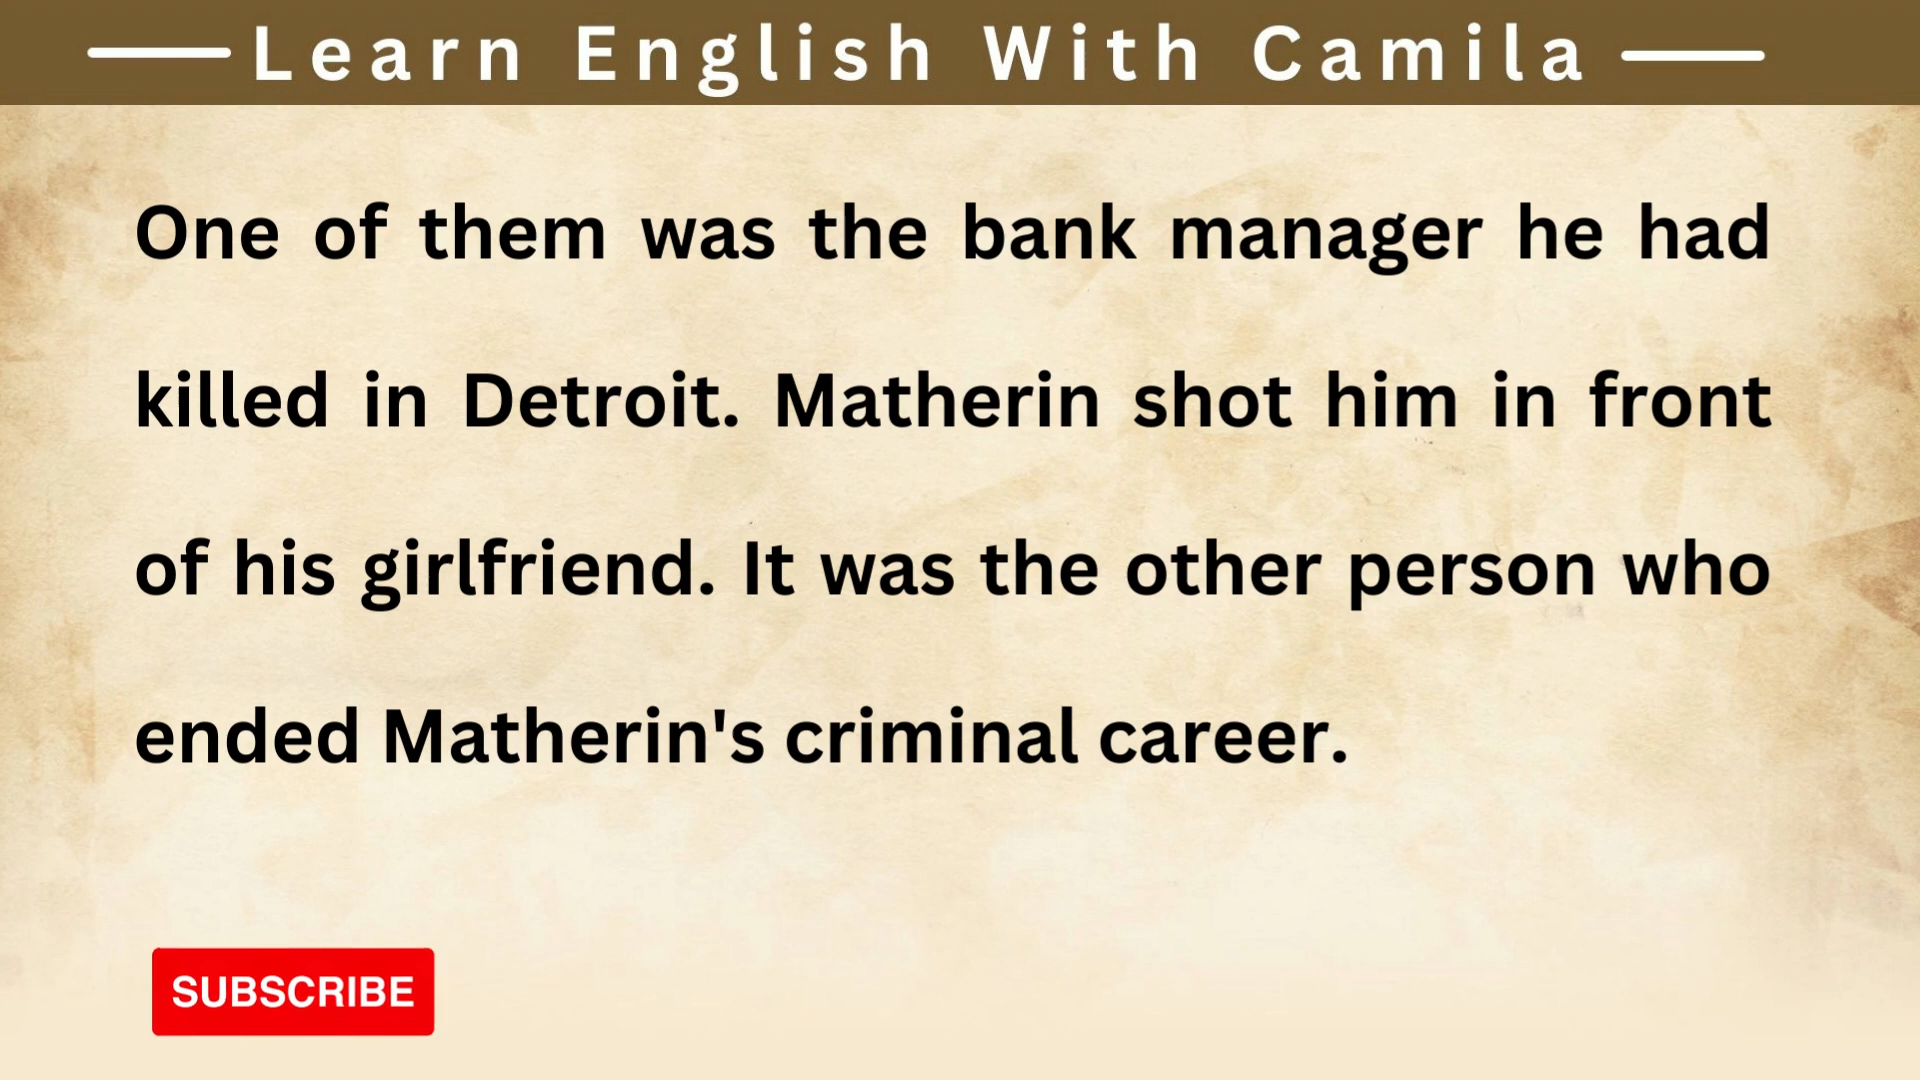 Learn English With Camila
One of them was the bank manager he had
killed in Detroit. Matherin shot him in front
of his girlfriend. It was the other person who
ended Matherin's criminal career.
SUBSCRIBE